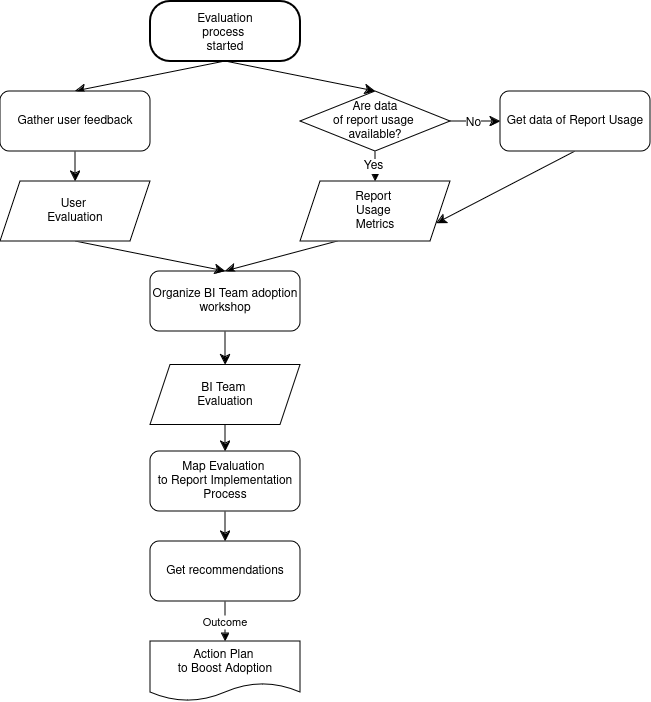 Evaluation
process
started
Gather user feedback
Are data
of report usage
available?
No
Get data of Report Usage
Yes
User
Evaluation
Report
Usage
Metrics
Organize BI Team adoption
workshop
BI Team
Evaluation
Map Evaluation
to Report Implementation
Process
Get recommendations
Outcome
Action Plan
to Boost Adoption